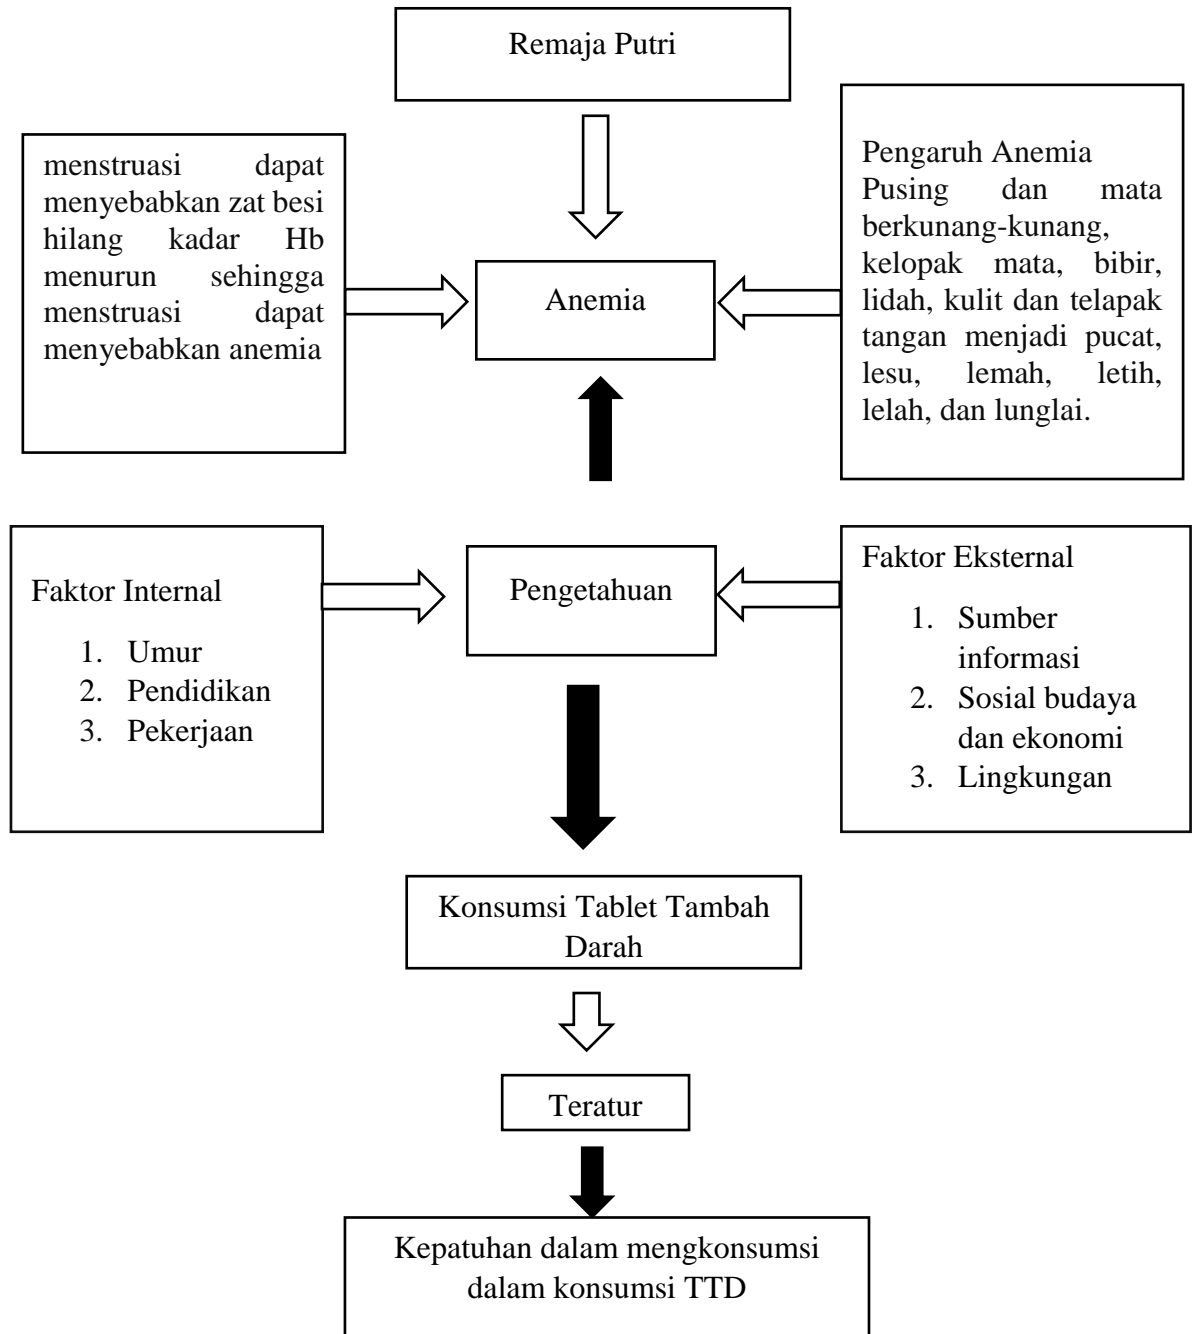 Remaja Putri
menstruasi dapat
menyebabkan zat besi
hilang kadar Hb
menurun sehingga
menstruasi dapat
menyebabkan anemia
Anemia
Pengaruh Anemia
Pusing dan mata
berkunang-kunang,
kelopak mata, bibir,
lidah, kulit dan telapak
tangan menjadi pucat,
lesu, lemah, letih,
lelah, dan lunglai.
Faktor Internal
1. Umur
2. Pendidikan
3. Pekerjaan
Pengetahuan
Faktor Eksternal
1. Sumber
informasi
2. Sosial budaya
dan ekonomi
3. Lingkungan
Konsumsi Tablet Tambah
Darah
Teratur
Kepatuhan dalam mengkonsumsi
dalam konsumsi TTD